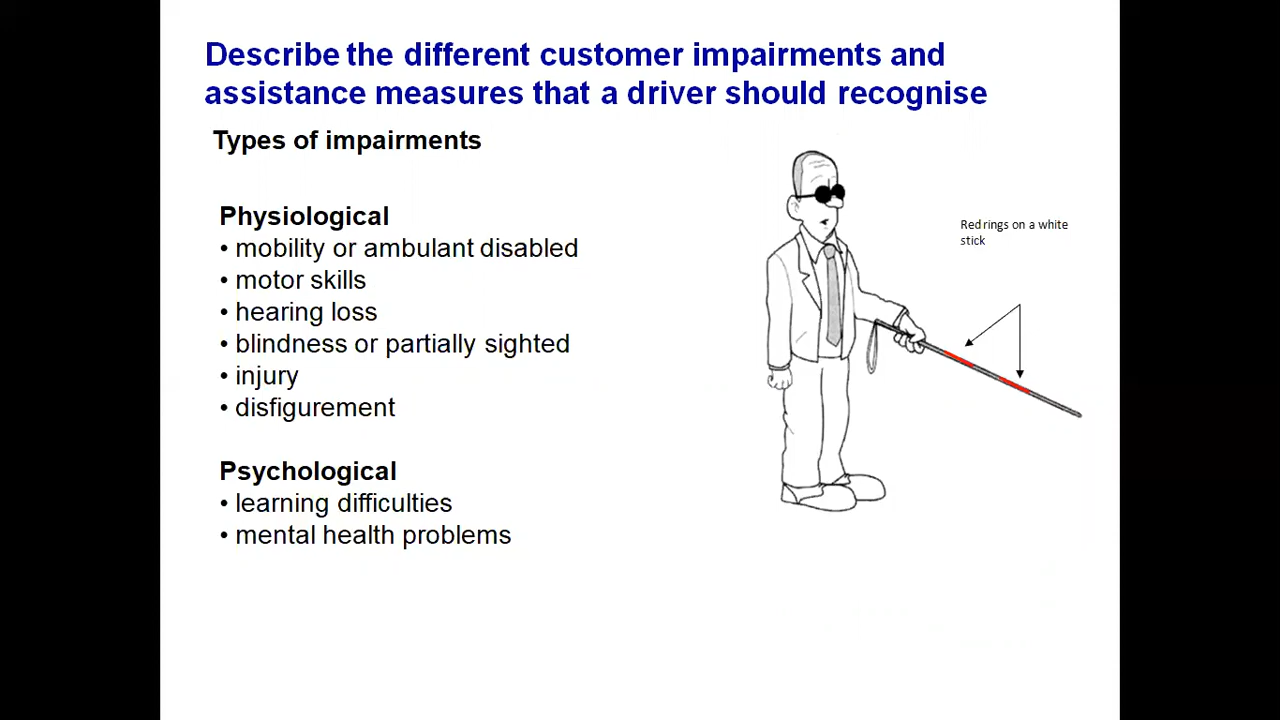 Describe the different customer impairments and
assistance measures that a driver should recognise
Types of impairments
Physiological
• mobility or ambulant disabled
• motor skills
• hearing loss
• blindness or partially sighted
• injury
• disfigurement
Psychological
• learning difficulties
• mental health problems
Red rings on a white
stick